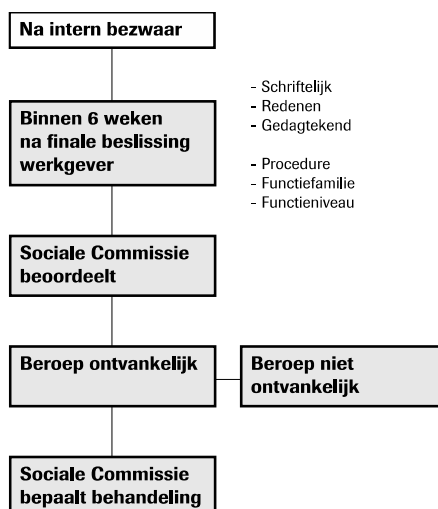 Na intern bezwaar
Binnen 6 weken
na finale beslissing
werkgever
- Schriftelijk
- Redenen
- Gedagtekend
- Procedure
- Functiefamilie
- Functieniveau
Sociale Commissie
beoordeelt
Beroep ontvankelijk
Beroep niet
ontvankelijk
Sociale Commissie
bepaalt behandeling